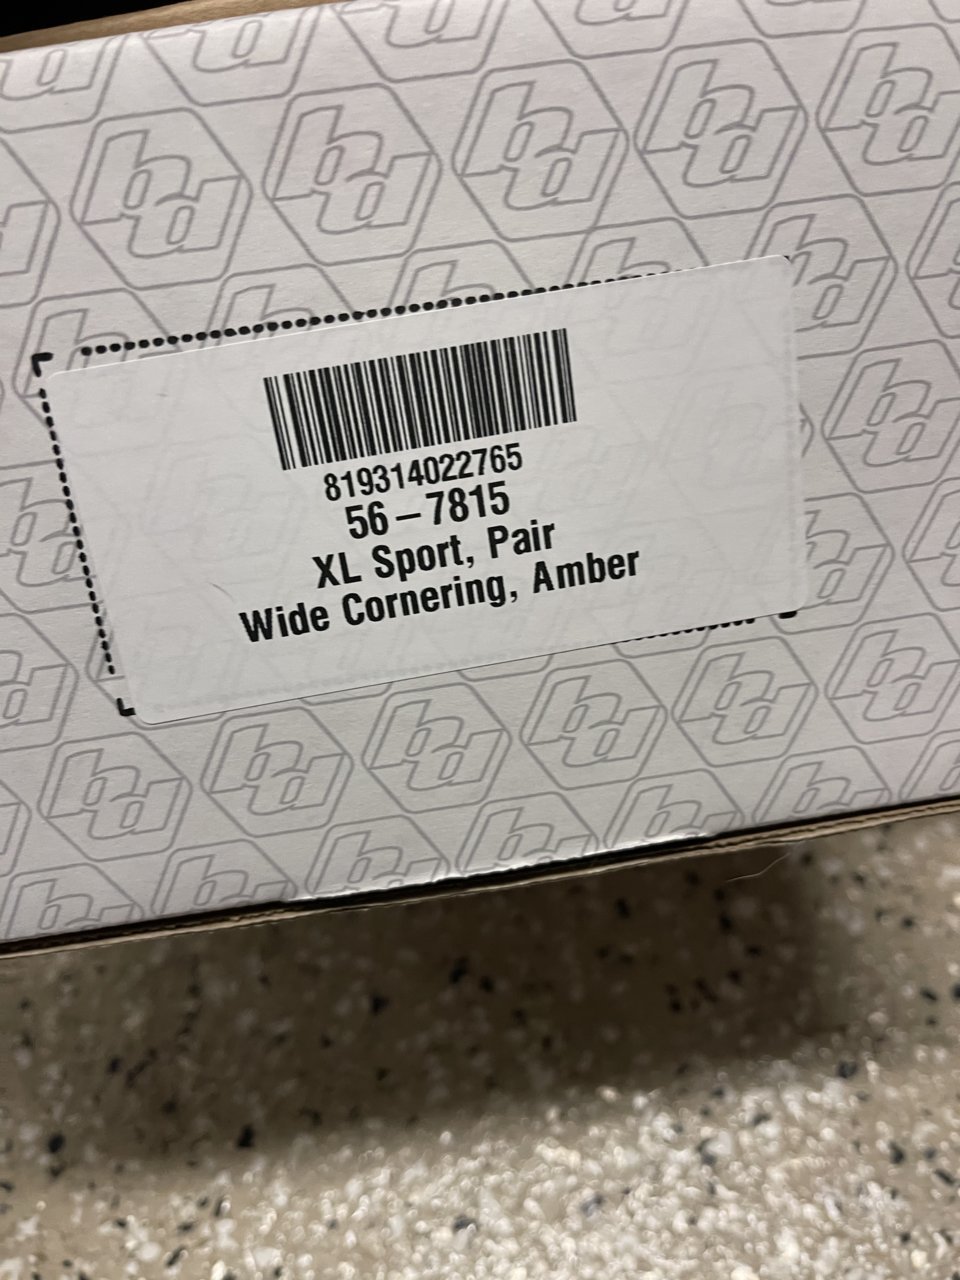 819314022765
56-7815
XL Sport, Pair
Wide Cornering, Amber